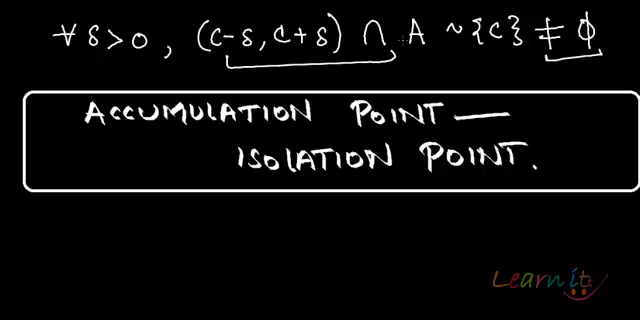 ∀ δ > 0 , (c-δ, c+δ) ∩ A ~ {c} ≠ ϕ
ACCUMULATION POINT —
ISOLATION POINT.
Learnit